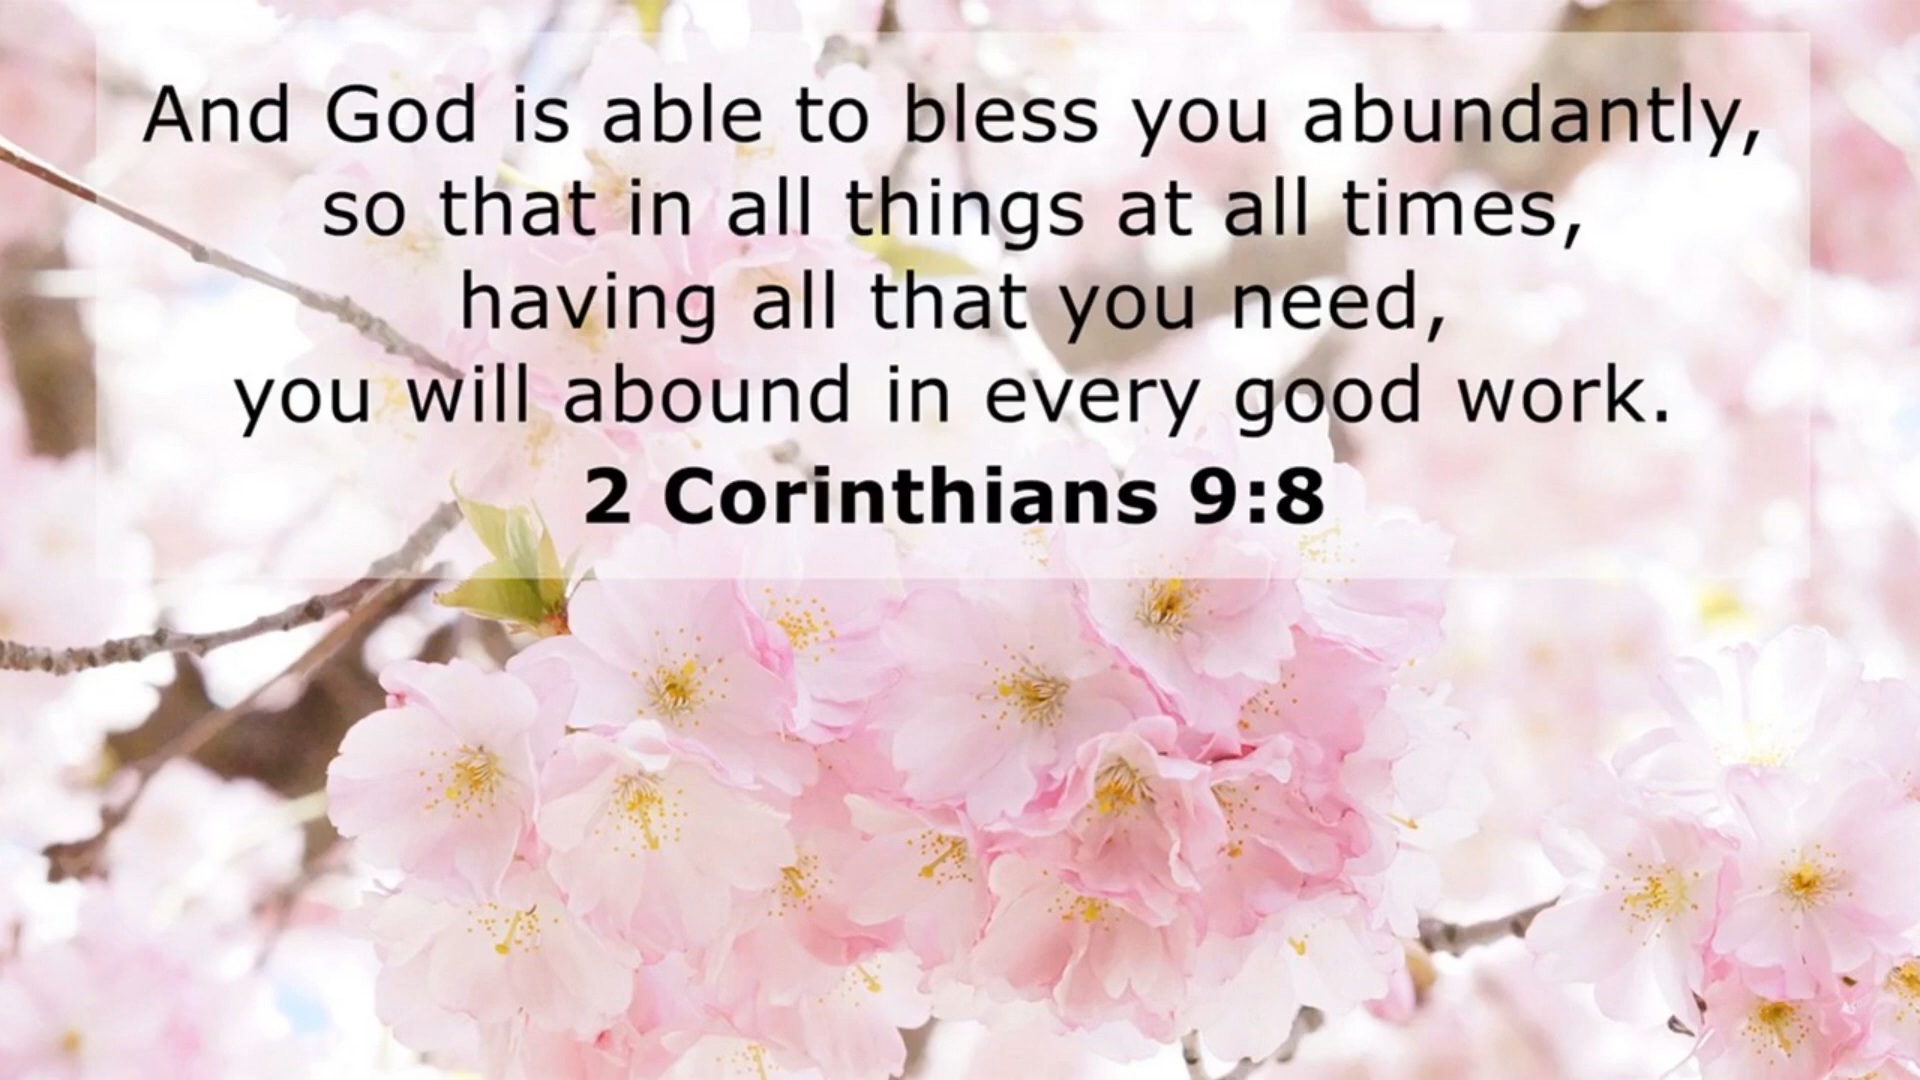 And God is able to bless you abundantly,
so that in all things at all times,
having all that you need,
you will abound in every good work.
2 Corinthians 9:8